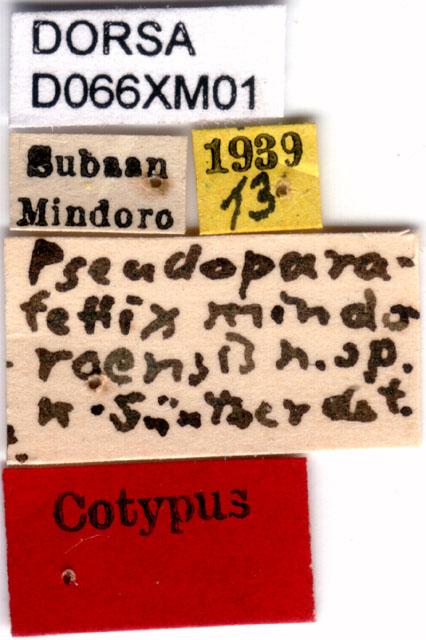 DORSA
D066XM01
Subaan
Mindoro
1939
13
Pseudopara-
tettix mindo
roensis n.sp.
K. Günther det.
Cotypus